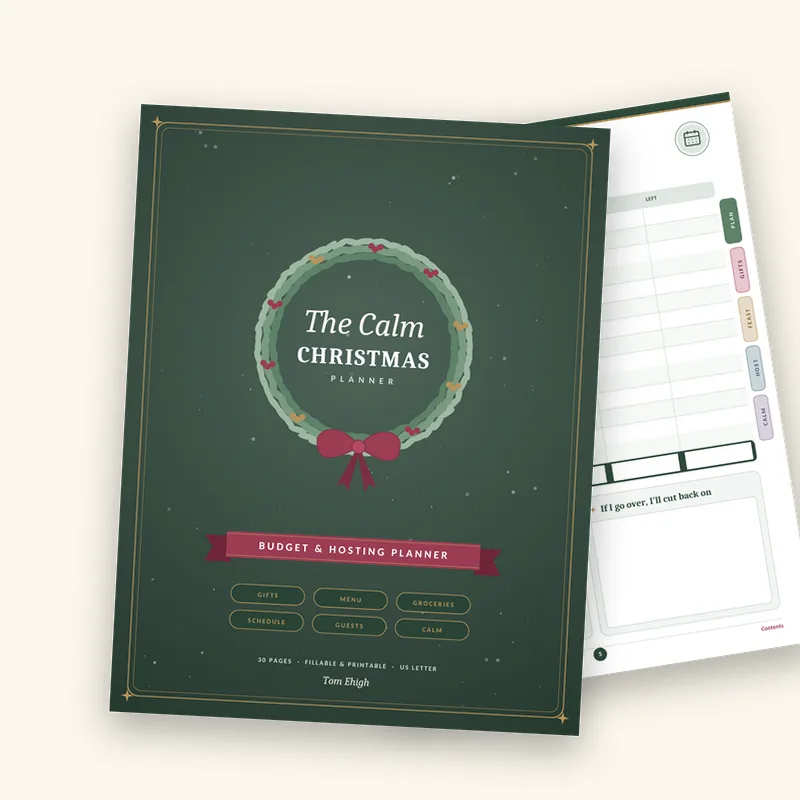 The Calm
CHRISTMAS
PLANNER
BUDGET & HOSTING PLANNER
GIFTS
MENU
GROCERIES
SCHEDULE
GUESTS
CALM
30 PAGES · FILLABLE & PRINTABLE · US LETTER
Tom Ehigh
LEFT
PLAN
GIFTS
FEAST
HOST
CALM
If I go over, I'll cut back on
Contents
5